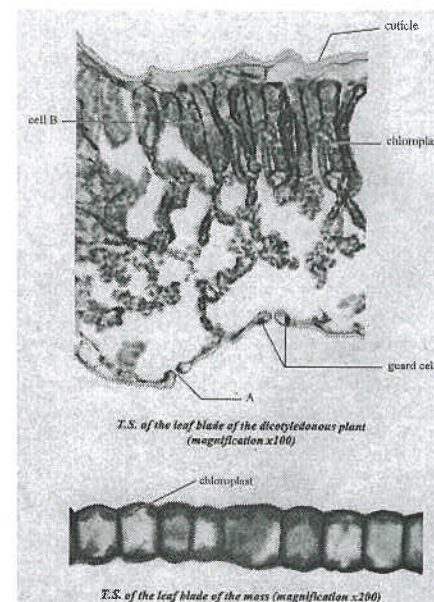 cuticle
cell B
chloropla
guard cel
A
T.S. of the leaf blade of the dicotyledonous plant
(magnification x100)
chloroplast
T.S. of the leaf blade of the moss (magnification x200)